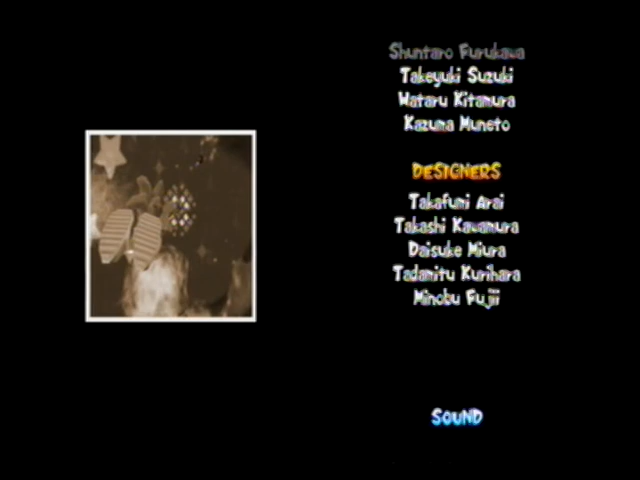 Shuntaro Furukawa
Takeyuki Suzuki
Wataru Kitamura
Kazuma Muneto
DESIGNERS
Takafumi Arai
Takashi Kawamura
Daisuke Miura
Tadamitu Kurihara
Minobu Fujii
SOUND